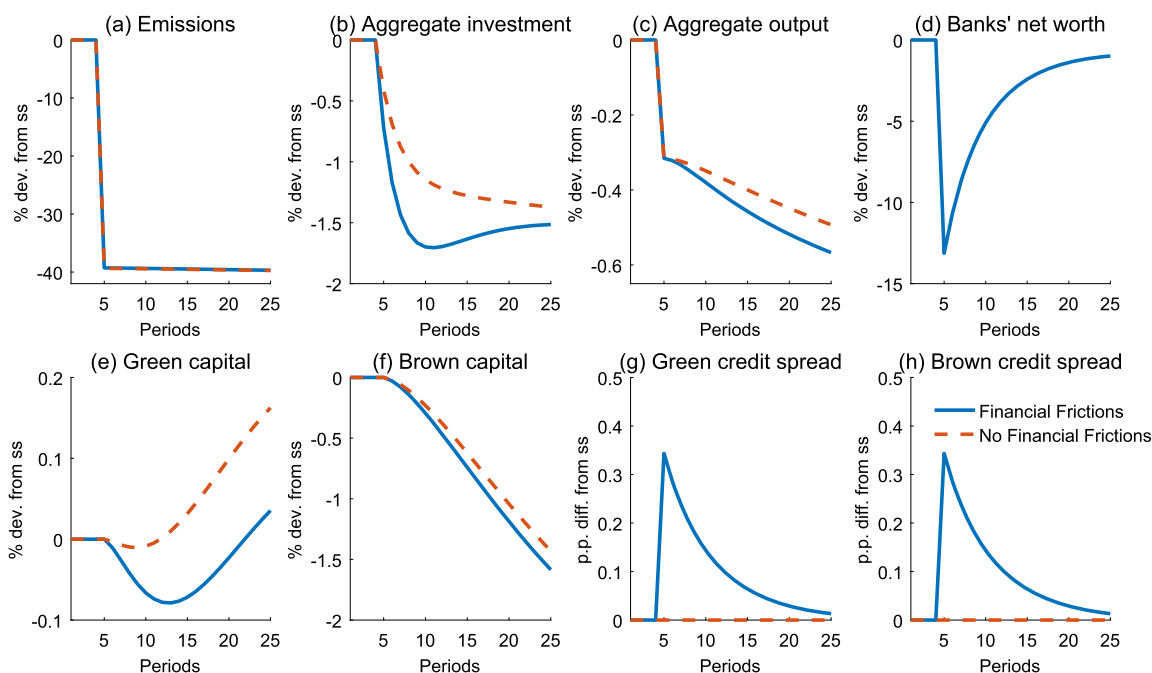 (a) Emissions
(b) Aggregate investment
(c) Aggregate output
(d) Banks' net worth
% dev. from ss
0
-10
-20
-30
-40
5 10 15 20 25
Periods
% dev. from ss
0
-0.5
-1
-1.5
-2
5 10 15 20 25
Periods
% dev. from ss
0
-0.2
-0.4
-0.6
5 10 15 20 25
Periods
% dev. from ss
0
-5
-10
-15
5 10 15 20 25
Periods
(e) Green capital
(f) Brown capital
(g) Green credit spread
(h) Brown credit spread
% dev. from ss
0.2
0.1
0
-0.1
5 10 15 20 25
Periods
% dev. from ss
0
-0.5
-1
-1.5
-2
5 10 15 20 25
Periods
p.p. diff. from ss
0.5
0.4
0.3
0.2
0.1
0
5 10 15 20 25
Periods
p.p. diff. from ss
0.5
0.4
0.3
0.2
0.1
0
5 10 15 20 25
Periods
Financial Frictions
No Financial Frictions